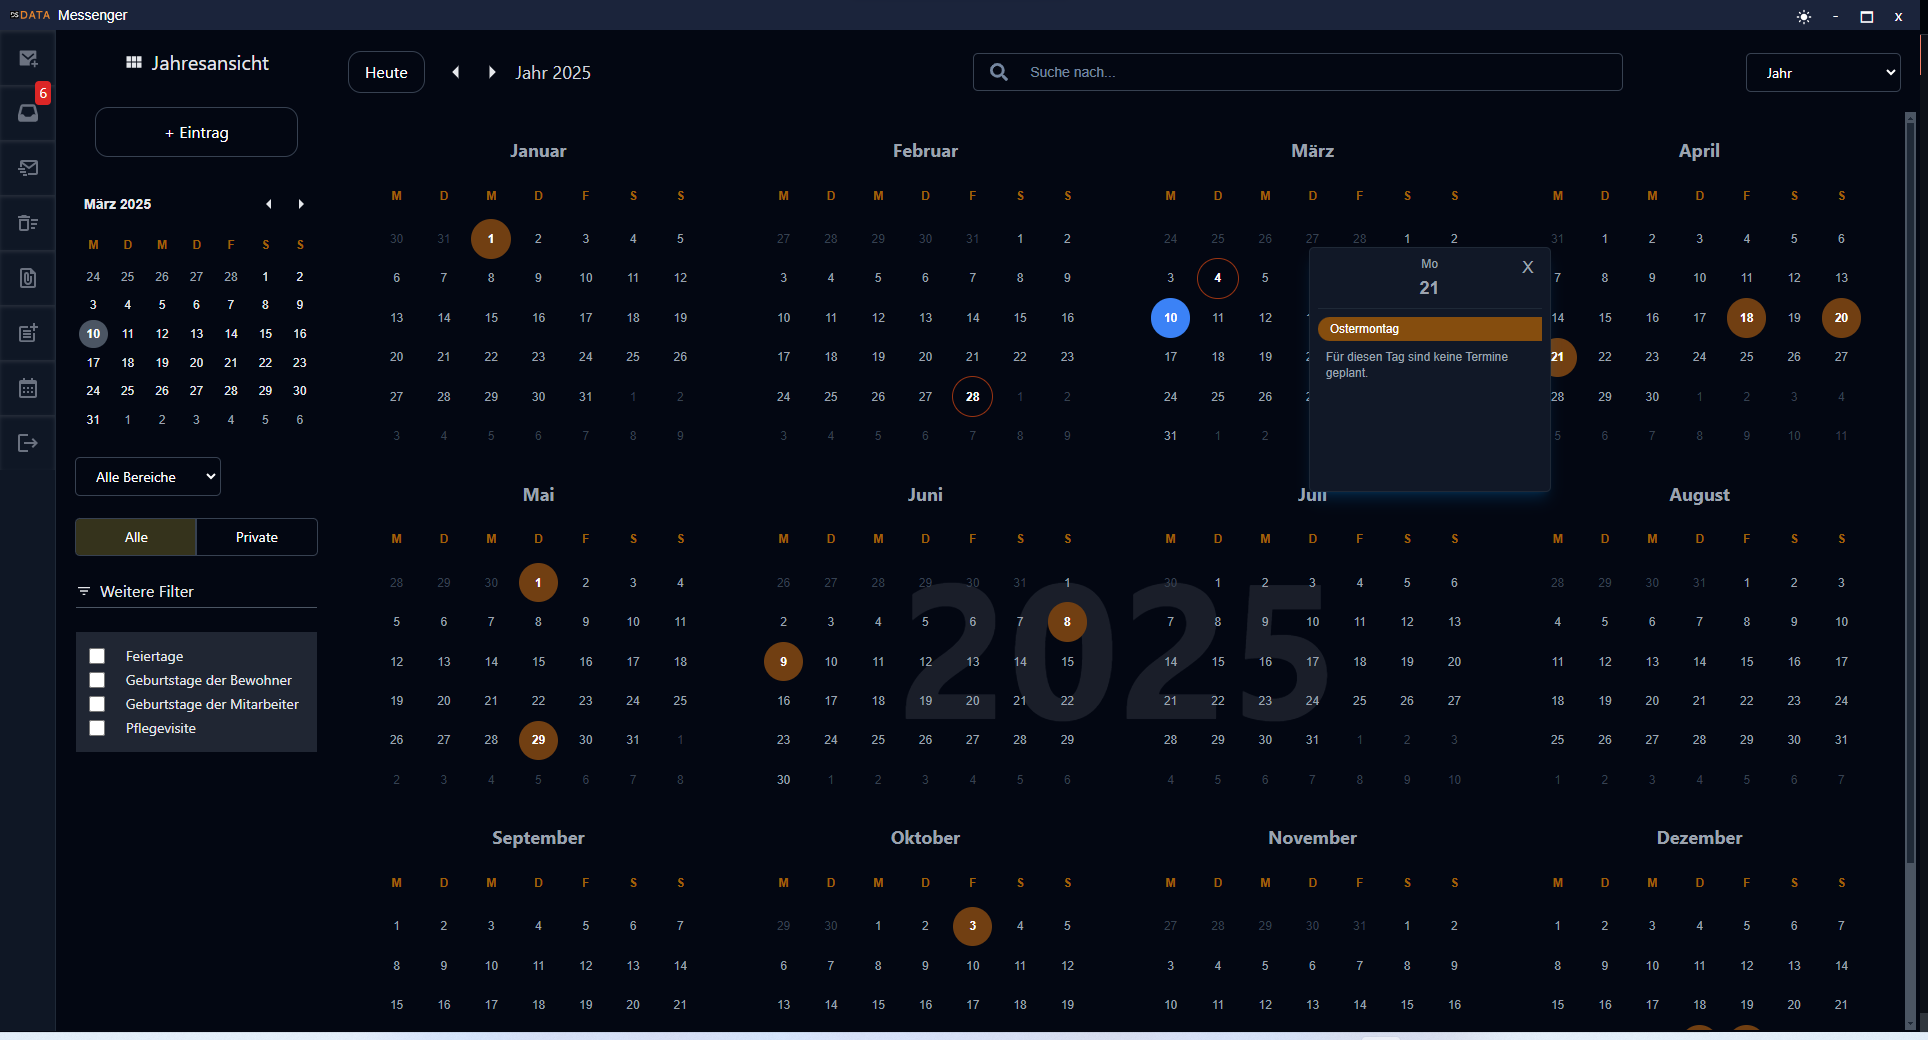 DS DATA Messenger - x
6
Jahresansicht
+ Eintrag
März 2025
M D M D F S S
24 25 26 27 28 1 2
3 4 5 6 7 8 9
10 11 12 13 14 15 16
17 18 19 20 21 22 23
24 25 26 27 28 29 30
31 1 2 3 4 5 6
Alle Bereiche
Alle Private
Weitere Filter
Feiertage
Geburtstage der Bewohner
Geburtstage der Mitarbeiter
Pflegevisite
Heute Jahr 2025 Suche nach... Jahr
Januar
M D M D F S S
30 31 1 2 3 4 5
6 7 8 9 10 11 12
13 14 15 16 17 18 19
20 21 22 23 24 25 26
27 28 29 30 31 1 2
3 4 5 6 7 8 9
Februar
M D M D F S S
27 28 29 30 31 1 2
3 4 5 6 7 8 9
10 11 12 13 14 15 16
17 18 19 20 21 22 23
24 25 26 27 28 1 2
3 4 5 6 7 8 9
März
M D M D F S S
24 25 26 27 28 1 2
3 4 5
10 11 12
17 18 19
24 25 26
31 1 2
Mo X
21
Ostermontag
Für diesen Tag sind keine Termine
geplant.
April
M D M D F S S
31 1 2 3 4 5 6
7 8 9 10 11 12 13
14 15 16 17 18 19 20
21 22 23 24 25 26 27
28 29 30 1 2 3 4
5 6 7 8 9 10 11
Mai
M D M D F S S
28 29 30 1 2 3 4
5 6 7 8 9 10 11
12 13 14 15 16 17 18
19 20 21 22 23 24 25
26 27 28 29 30 31 1
2 3 4 5 6 7 8
Juni
M D M D F S S
26 27 28 29 30 31 1
2 3 4 5 6 7 8
9 10 11 12 13 14 15
16 17 18 19 20 21 22
23 24 25 26 27 28 29
30 1 2 3 4 5 6
2025
Juli
M D M D F S S
30 1 2 3 4 5 6
7 8 9 10 11 12 13
14 15 16 17 18 19 20
21 22 23 24 25 26 27
28 29 30 31 1 2 3
4 5 6 7 8 9 10
August
M D M D F S S
28 29 30 31 1 2 3
4 5 6 7 8 9 10
11 12 13 14 15 16 17
18 19 20 21 22 23 24
25 26 27 28 29 30 31
1 2 3 4 5 6 7
September
M D M D F S S
1 2 3 4 5 6 7
8 9 10 11 12 13 14
15 16 17 18 19 20 21
Oktober
M D M D F S S
29 30 1 2 3 4 5
6 7 8 9 10 11 12
13 14 15 16 17 18 19
November
M D M D F S S
27 28 29 30 31 1 2
3 4 5 6 7 8 9
10 11 12 13 14 15 16
Dezember
M D M D F S S
1 2 3 4 5 6 7
8 9 10 11 12 13 14
15 16 17 18 19 20 21